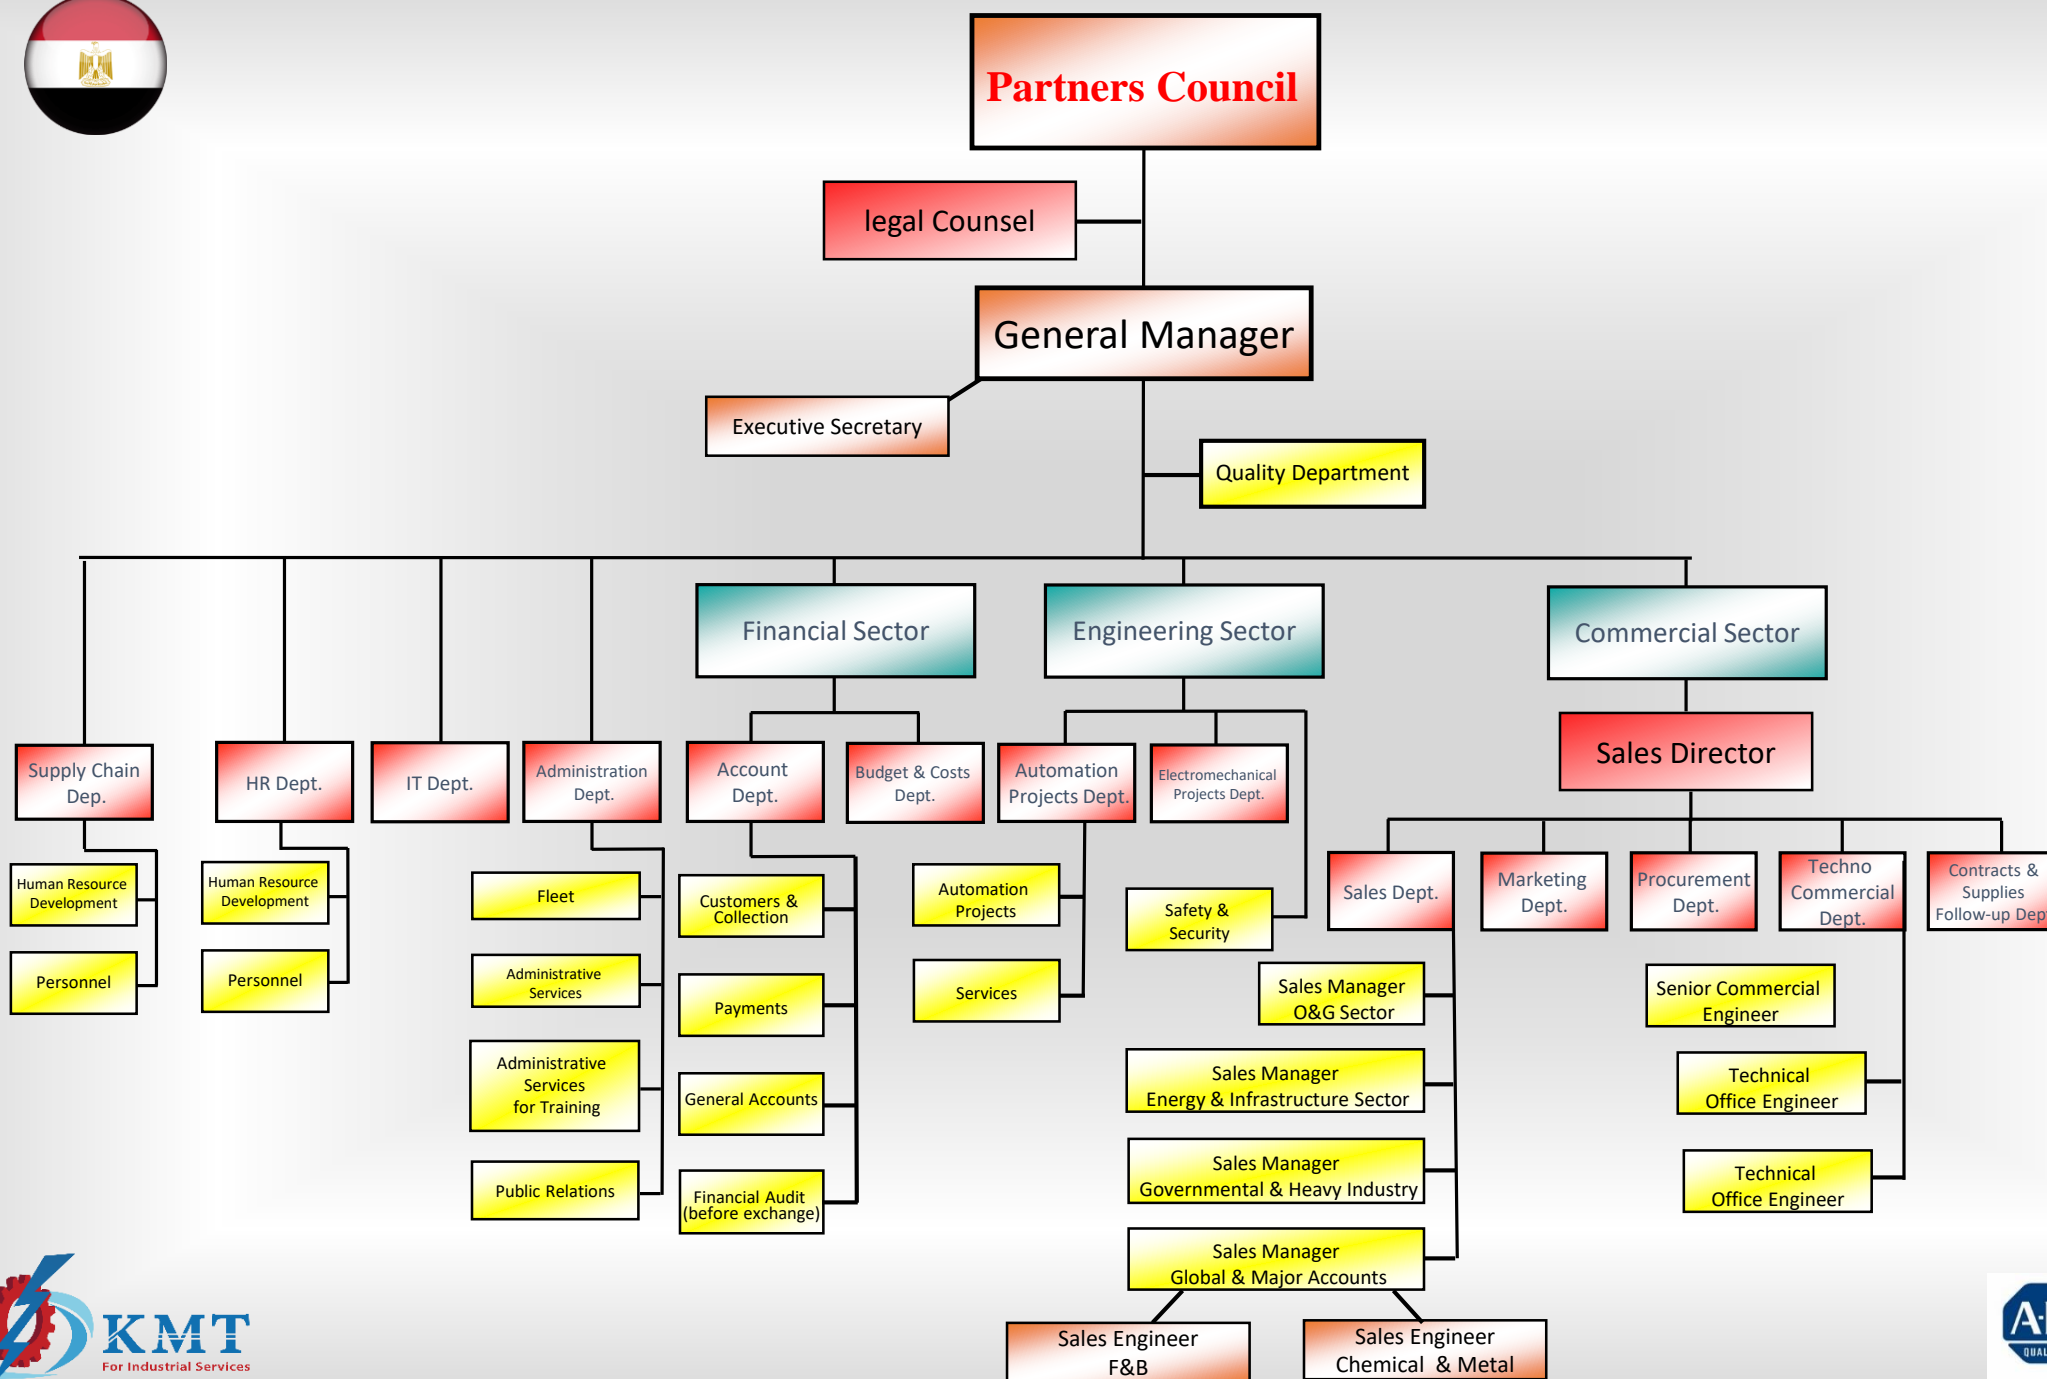 Partners Council
legal Counsel
General Manager
Executive Secretary
Quality Department
Financial Sector
Engineering Sector
Commercial Sector
Sales Director
Supply Chain
Dep.
HR Dept.
IT Dept.
Administration
Dept.
Account
Dept.
Budget & Costs
Dept.
Automation
Projects Dept.
Electromechanical
Projects Dept.
Sales Dept.
Marketing
Dept.
Procurement
Dept.
Techno
Commercial
Dept.
Contracts &
Supplies
Follow-up Dep
Human Resource
Development
Personnel
Human Resource
Development
Personnel
Fleet
Administrative
Services
Administrative
Services
for Training
Public Relations
Customers &
Collection
Payments
General Accounts
Financial Audit
(before exchange)
Automation
Projects
Services
Safety &
Security
Sales Manager
O&G Sector
Sales Manager
Energy & Infrastructure Sector
Sales Manager
Governmental & Heavy Industry
Sales Manager
Global & Major Accounts
Sales Engineer
F&B
Sales Engineer
Chemical & Metal
Senior Commercial
Engineer
Technical
Office Engineer
Technical
Office Engineer
KMT
For Industrial Services